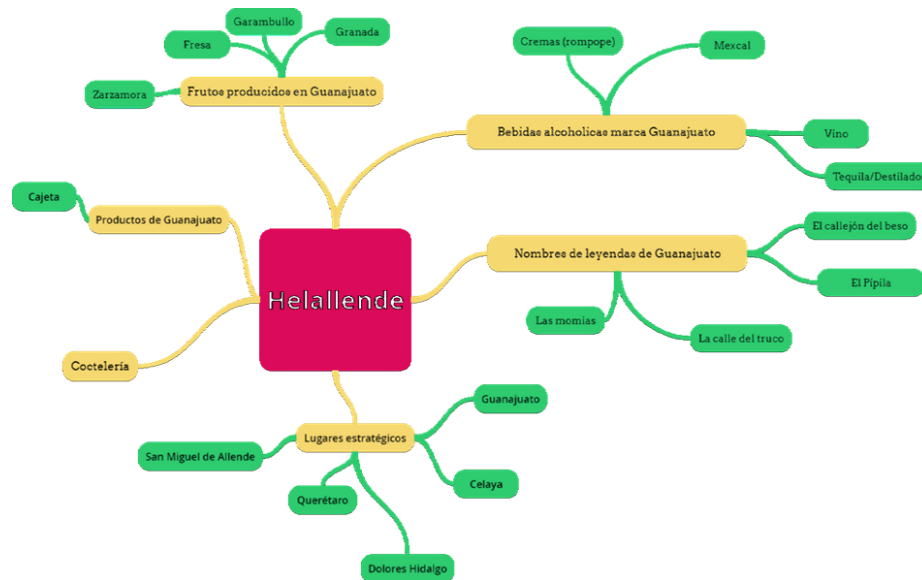 Garambullo
Fresa
Granada
Zarzamora
Frutos producidos en Guanajuato
Cremas (rompope)
Mexcal
Bebidas alcoholicas marca Guanajuato
Vino
Tequila/Destilado
Cajeta
Productos de Guanajuato
Helallende
Nombres de leyendas de Guanajuato
El callejón del beso
El Pípila
Las momias
La calle del truco
Coctelería
Lugares estratégicos
Guanajuato
San Miguel de Allende
Querétaro
Celaya
Dolores Hidalgo